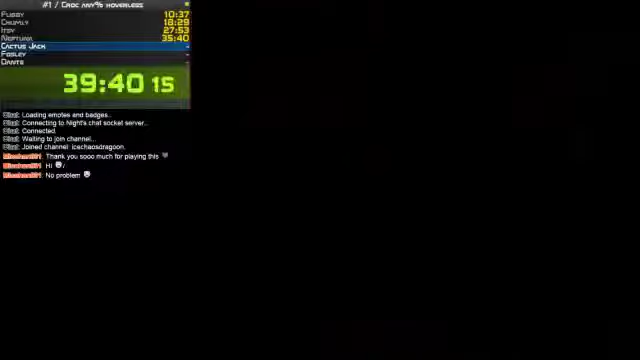 #1 / Croc any% hoverless
Flibby 10:37
Chumly 18:29
Itsy 27:53
Neptuna 35:40
Cactus Jack -
Fosley -
Dante -
39:40 15
Loading emotes and badges..
Connecting to Night's chat socket server...
Connected.
Waiting to join channel...
Joined channel: icechaosdragoon.
Thank you sooo much for playing this
Hi /
No problem